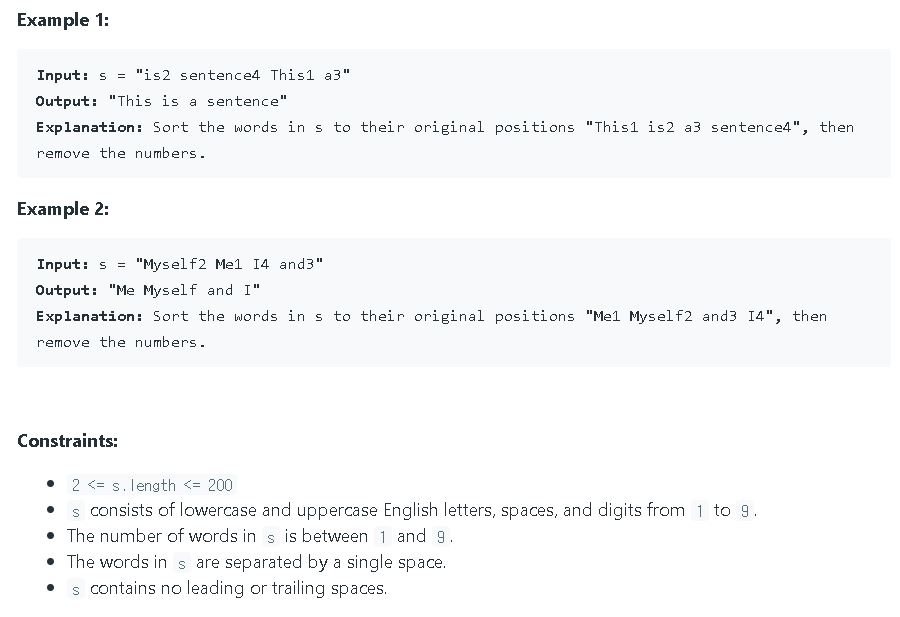 Example 1:
Input: s = "is2 sentence4 This1 a3"
Output: "This is a sentence"
Explanation: Sort the words in s to their original positions "This1 is2 a3 sentence4", then
remove the numbers.
Example 2:
Input: s = "Myself2 Me1 I4 and3"
Output: "Me Myself and I"
Explanation: Sort the words in s to their original positions "Me1 Myself2 and3 I4", then
remove the numbers.
Constraints:
• 2 <= s.length <= 200
• s consists of lowercase and uppercase English letters, spaces, and digits from 1 to 9.
• The number of words in s is between 1 and 9.
• The words in s are separated by a single space.
• s contains no leading or trailing spaces.